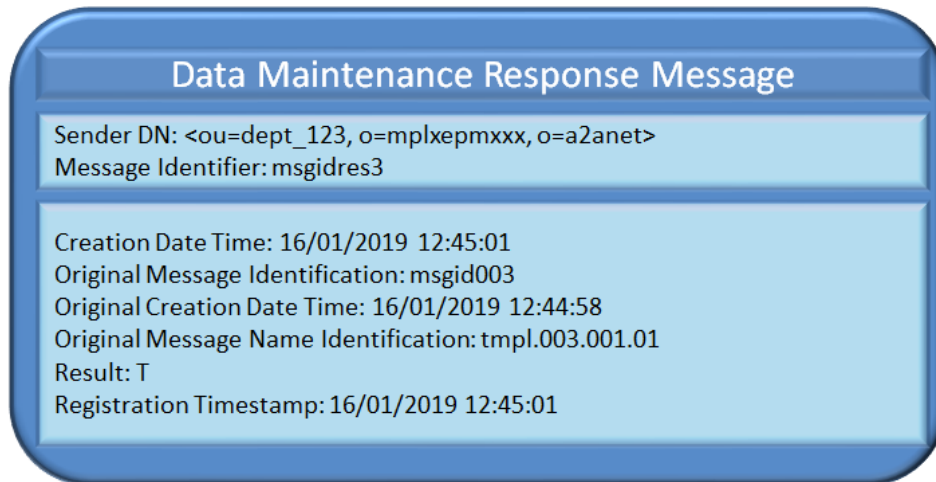 Data Maintenance Response Message
Sender DN: <ou=dept_123, o=mplxepmxxx, o=a2anet>
Message Identifier: msgidres3
Creation Date Time: 16/01/2019 12:45:01
Original Message Identification: msgid003
Original Creation Date Time: 16/01/2019 12:44:58
Original Message Name Identification: tmpl.003.001.01
Result: T
Registration Timestamp: 16/01/2019 12:45:01